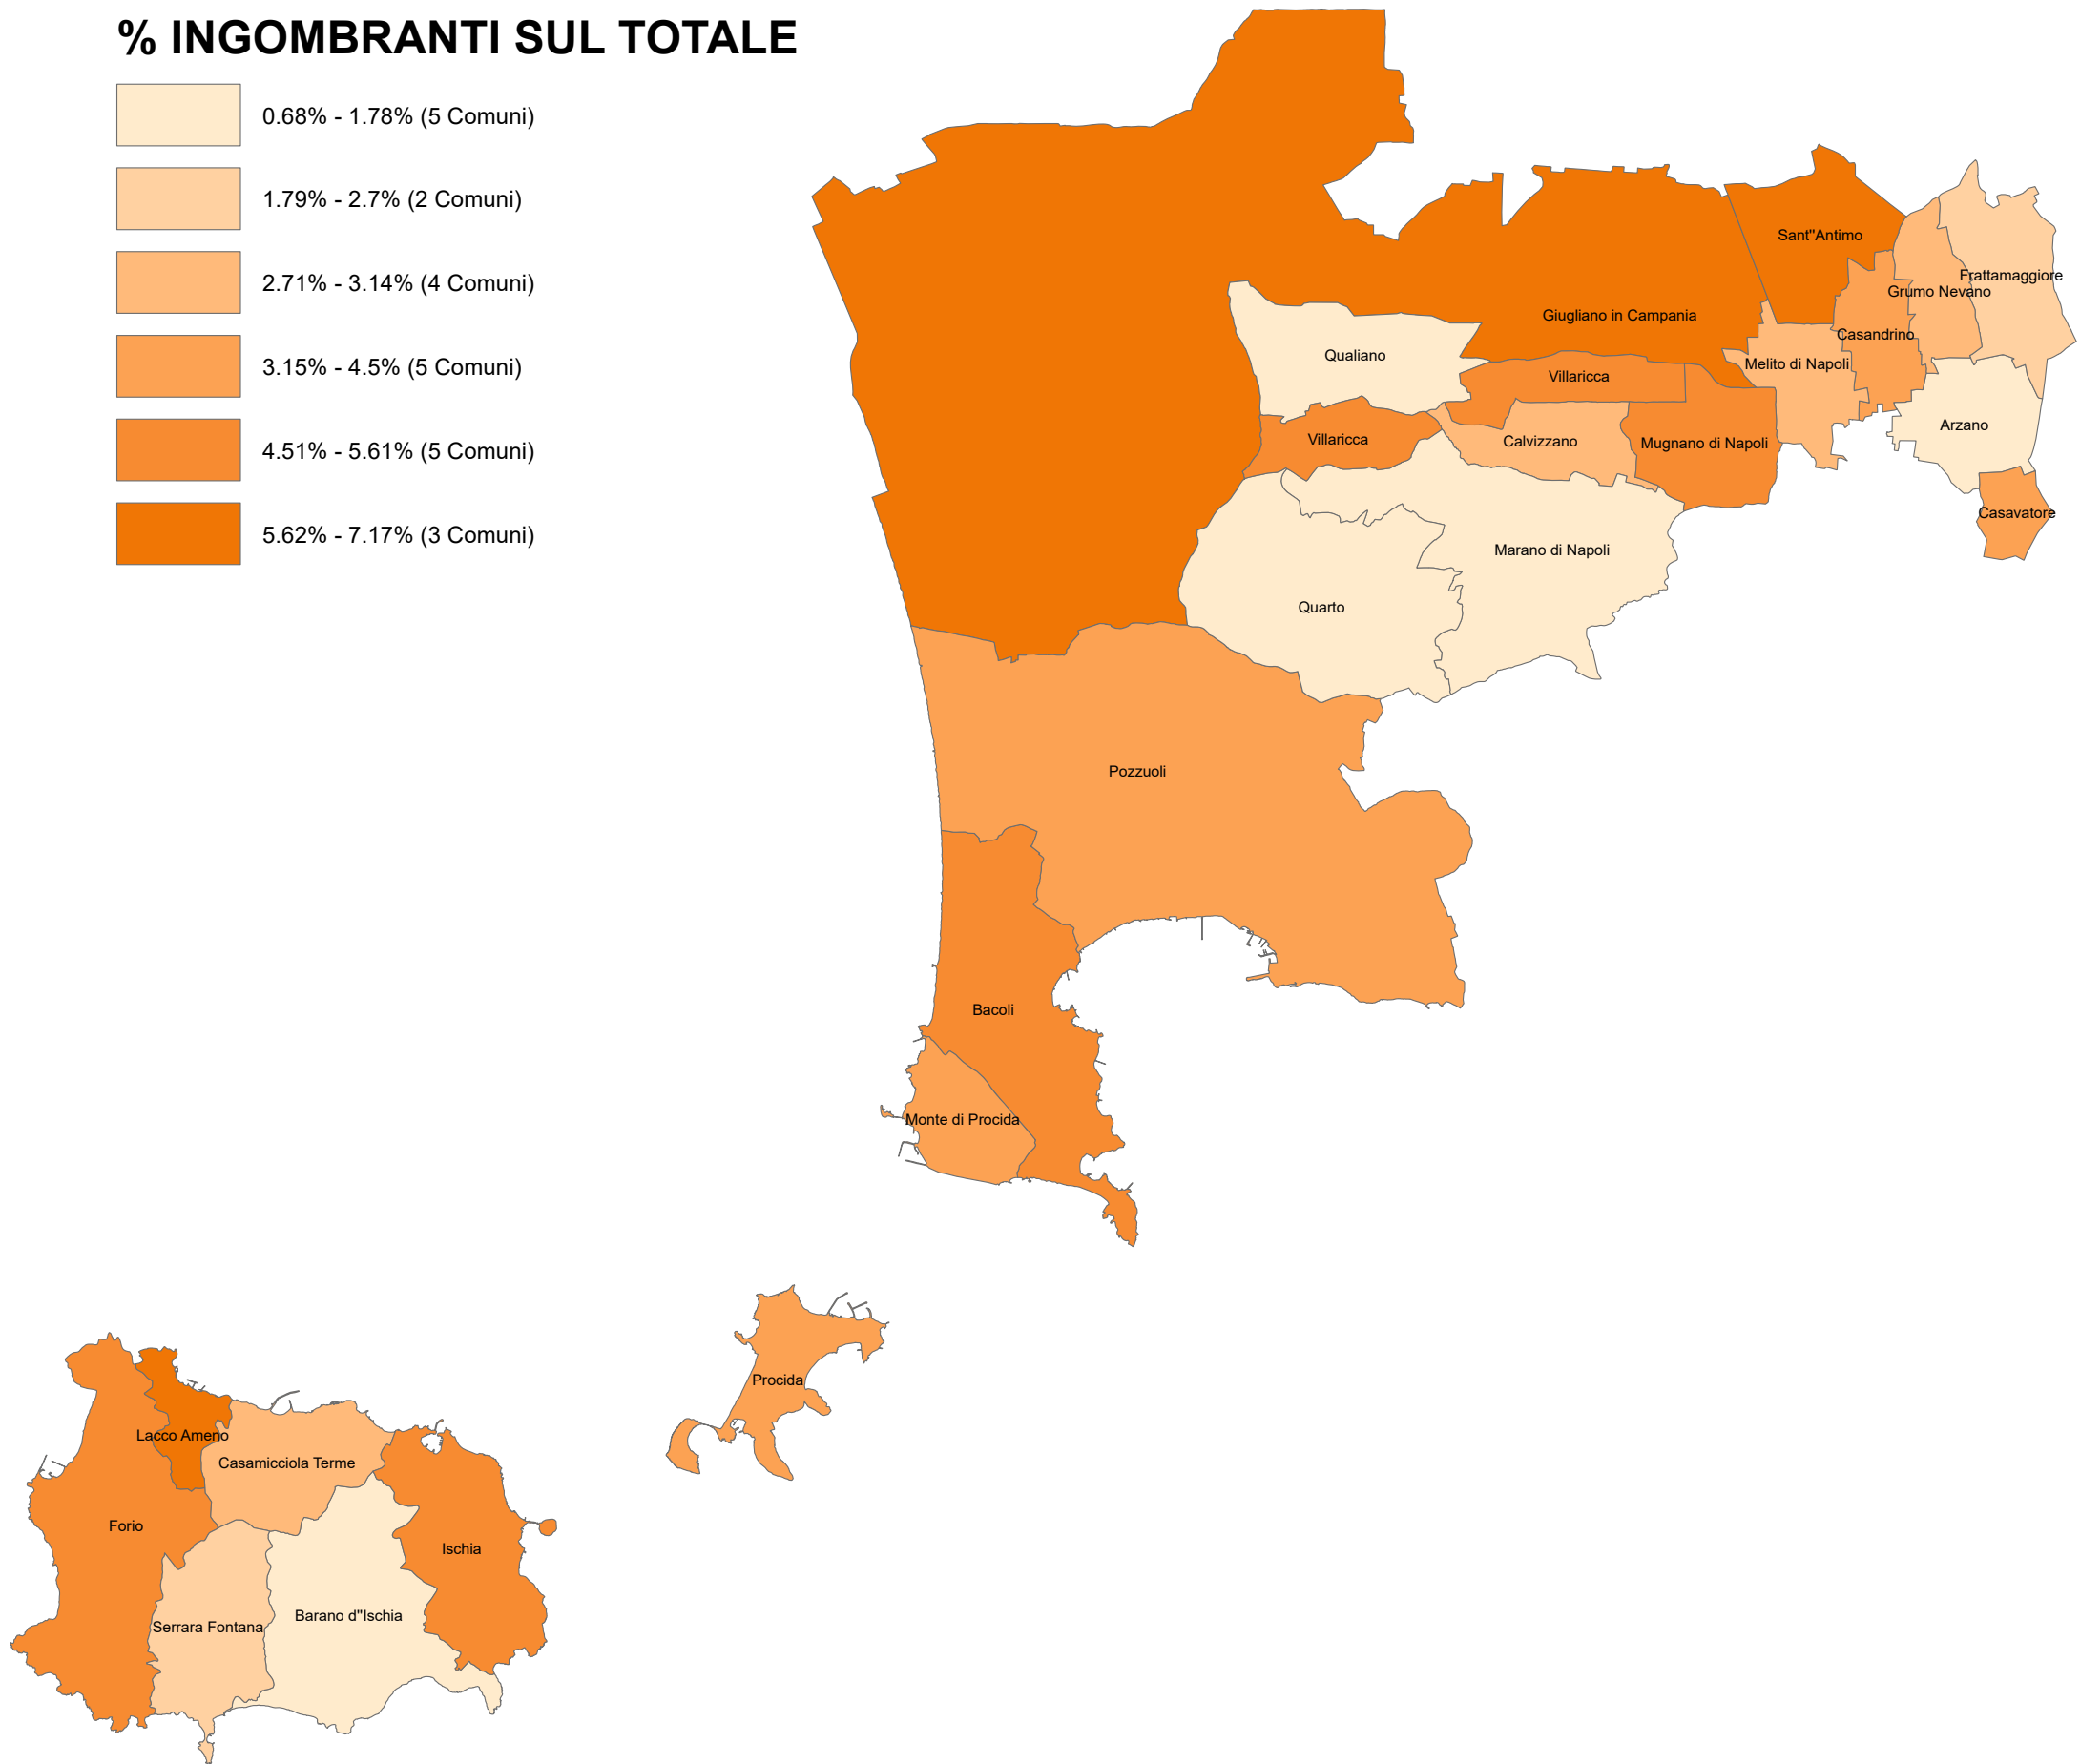 % INGOMBRANTI SUL TOTALE
0.68% - 1.78% (5 Comuni)
1.79% - 2.7% (2 Comuni)
2.71% - 3.14% (4 Comuni)
3.15% - 4.5% (5 Comuni)
4.51% - 5.61% (5 Comuni)
5.62% - 7.17% (3 Comuni)
Sant''Antimo
Frattamaggiore
Grumo Nevano
Giugliano in Campania
Casandrino
Qualiano
Melito di Napoli
Villaricca
Arzano
Villaricca
Calvizzano
Mugnano di Napoli
Casavatore
Marano di Napoli
Quarto
Pozzuoli
Bacoli
Monte di Procida
Procida
Lacco Ameno
Casamicciola Terme
Forio
Ischia
Barano d''Ischia
Serrara Fontana